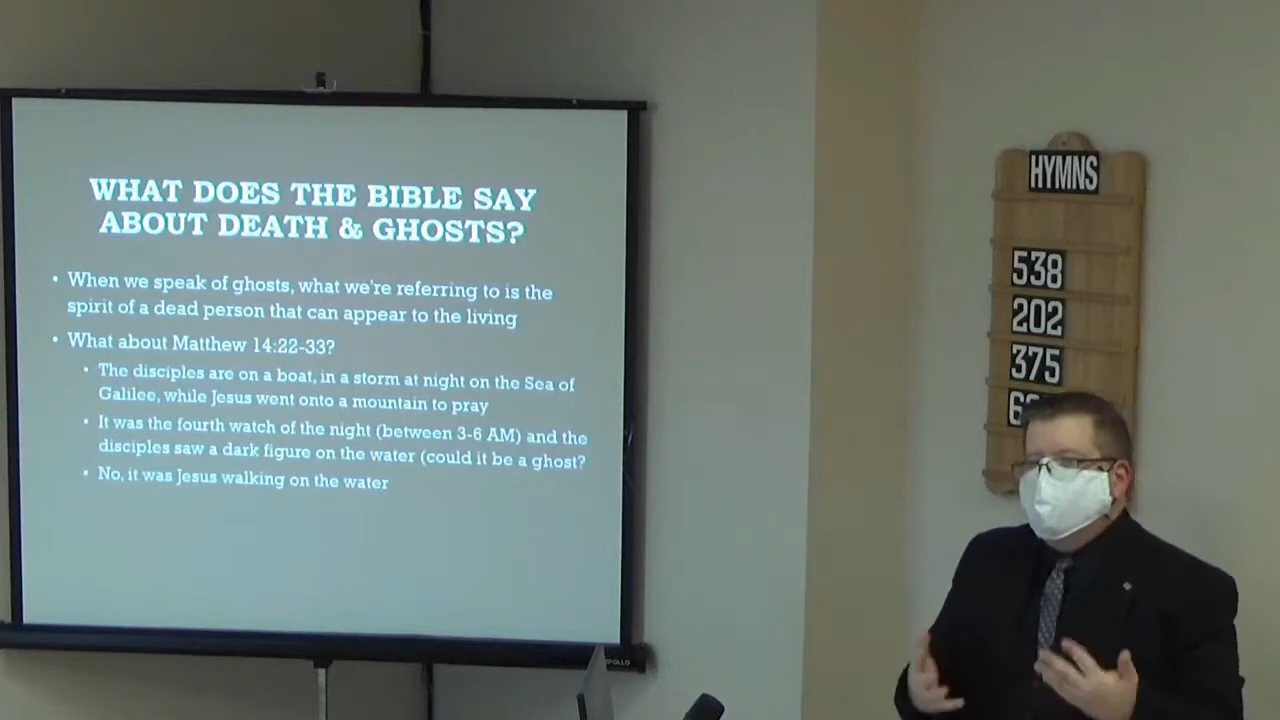 WHAT DOES THE BIBLE SAY
ABOUT DEATH & GHOSTS?
• When we speak of ghosts, what we're referring to is the
spirit of a dead person that can appear to the living
• What about Matthew 14:22-33?
• The disciples are on a boat, in a storm at night on the Sea of
Galilee, while Jesus went onto a mountain to pray
• It was the fourth watch of the night (between 3-6 AM) and the
disciples saw a dark figure on the water (could it be a ghost?
• No, it was Jesus walking on the water
HYMNS
538
202
375